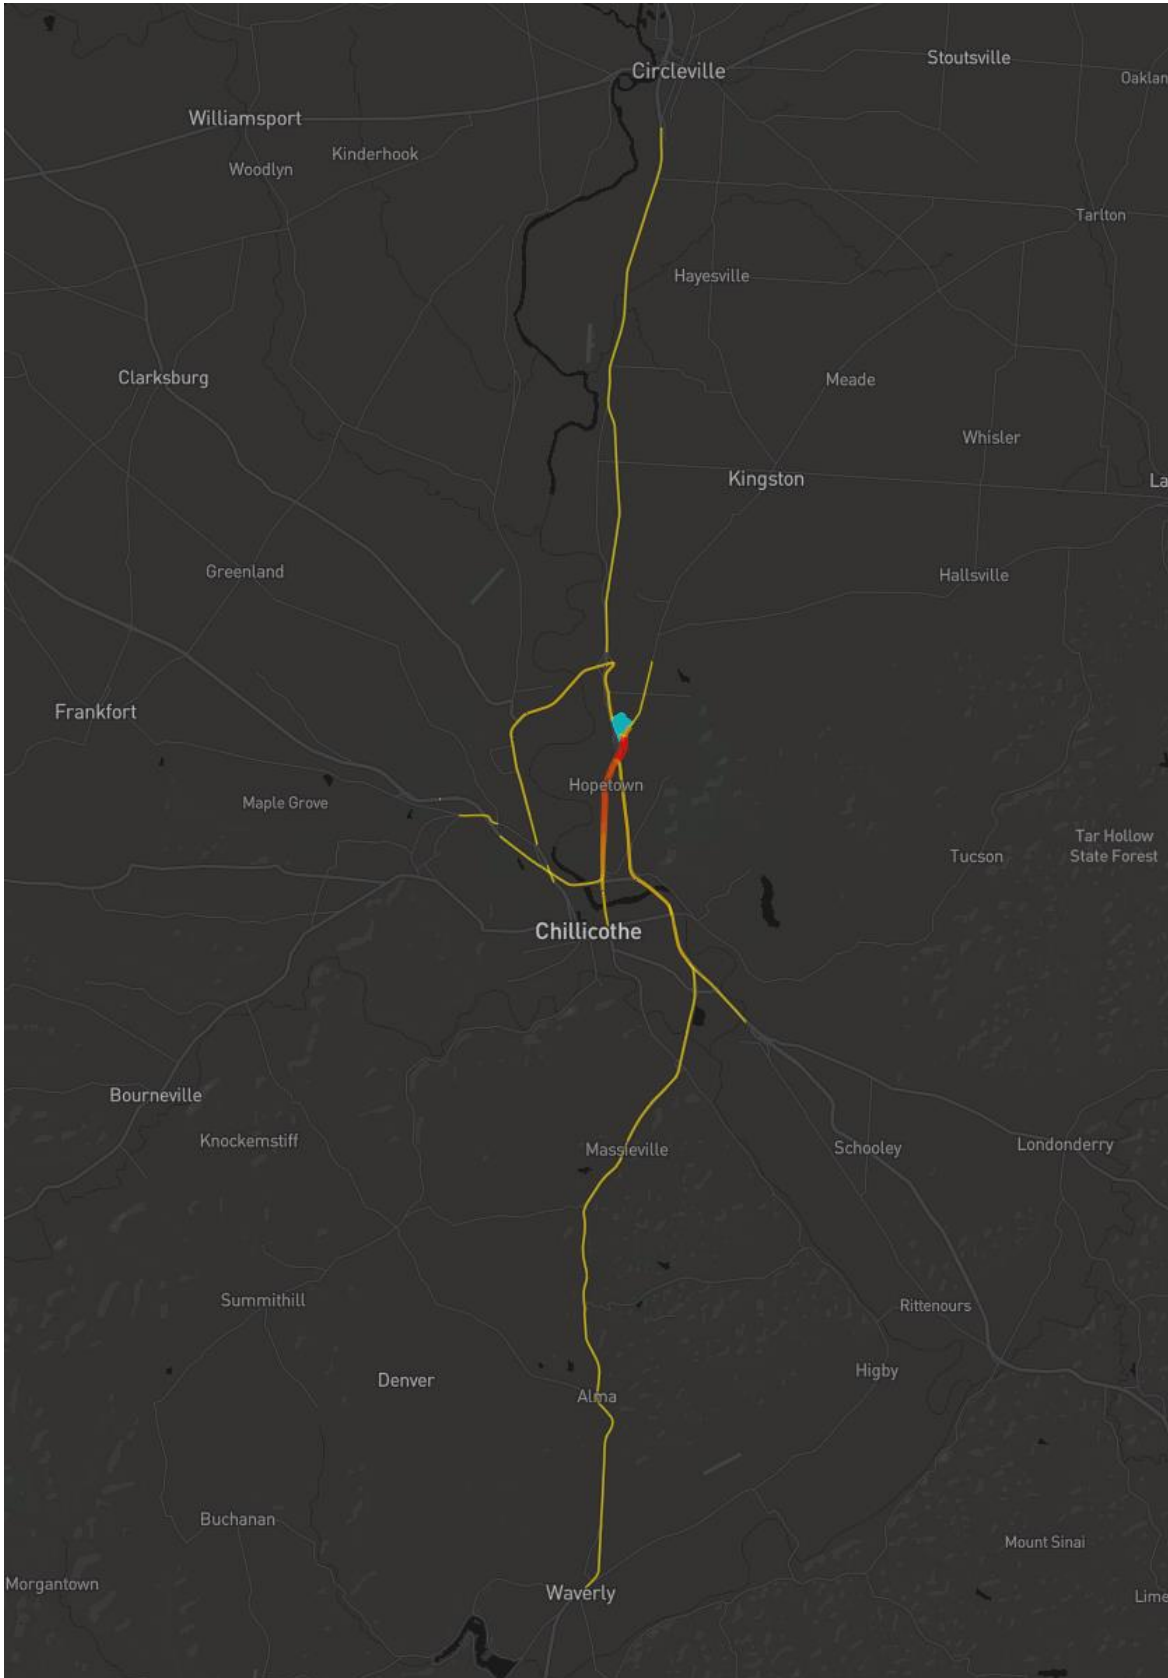 Stoutsville
Circleville
Oaklan
Williamsport
Kinderhook
Woodlyn
Tarlton
Hayesville
Clarksburg
Meade
Whisler
Kingston
La
Greenland
Hallsville
Frankfort
Hopetown
Maple Grove
Tar Hollow
State Forest
Tucson
Chillicothe
Bourneville
Knockemstiff
Massieville
Schooley
Londonderry
Summithill
Rittenours
Higby
Denver
Alma
Buchanan
Mount Sinai
Morgantown
Waverly
Lime